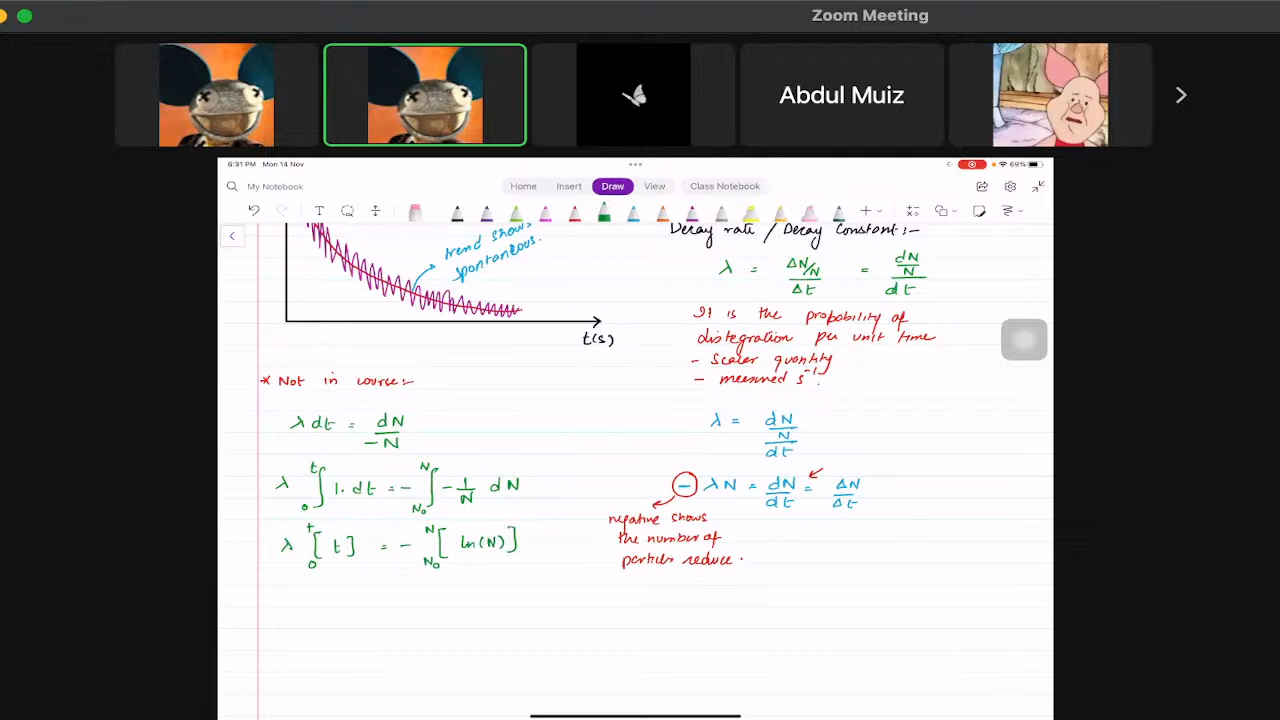 Zoom Meeting
Abdul Muiz
6:31 PM Mon 14 Nov
69%
My Notebook
Home Insert Draw View Class Notebook
trend shows
spontaneous.
t(s)
Decay rate / Decay Constant:-
λ = ΔN/N / Δt = dN/N / dt
It is the probability of
distegration per unit time
- Scaler quantity
- measured s⁻¹.
* Not in course:-
λ dt = dN / -N
λ ∫₀ᵗ 1. dt = - ∫_N₀^N - 1/N dN
λ ₀ᵗ[ t ] = - _N₀^N [ ln(N) ]
λ = dN/N / dt
- λN = dN/dt = ΔN/Δt
negative shows
the number of
particles reduce.